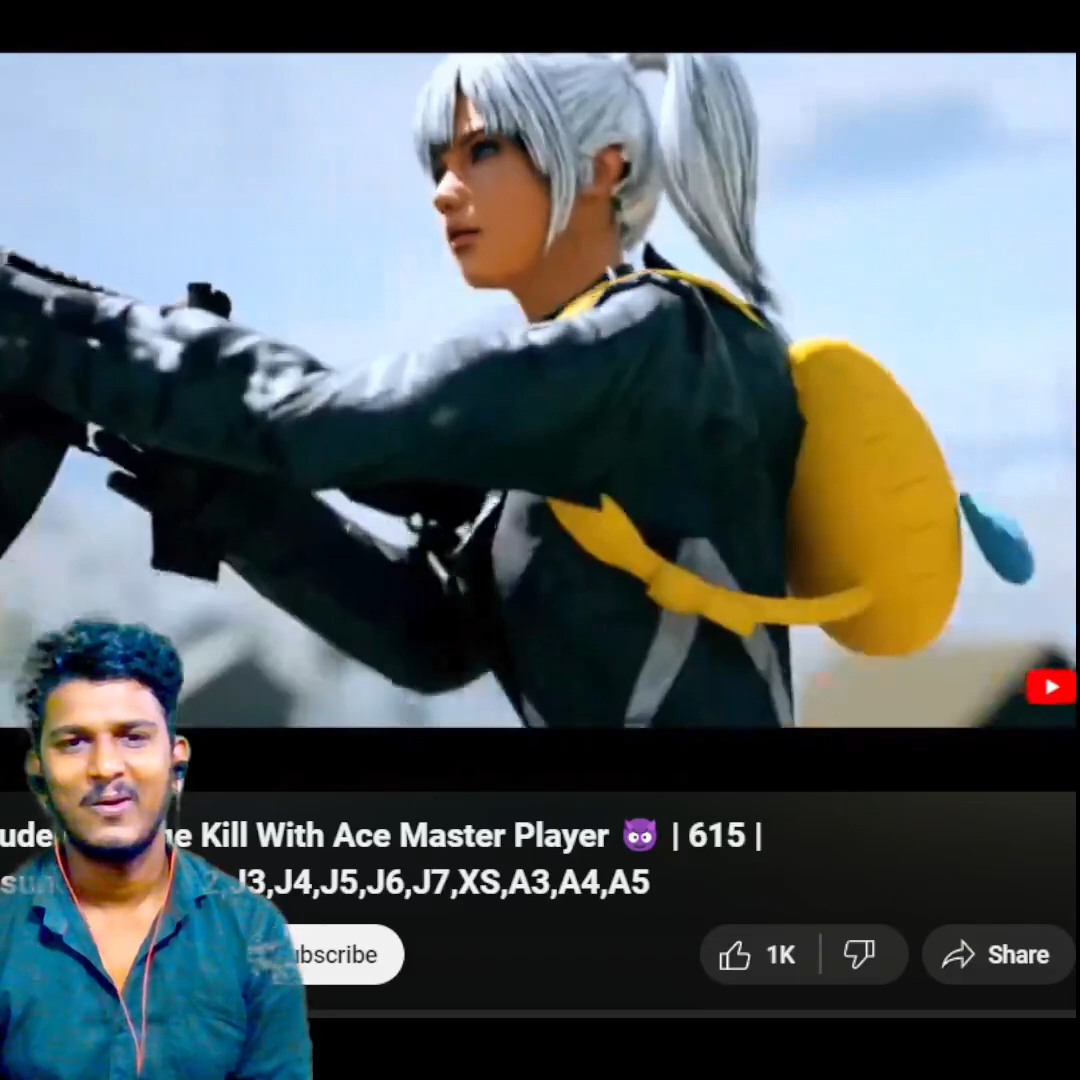 Kill With Ace Master Player 😈 | 615 |
J3,J4,J5,J6,J7,XS,A3,A4,A5
1K
Share